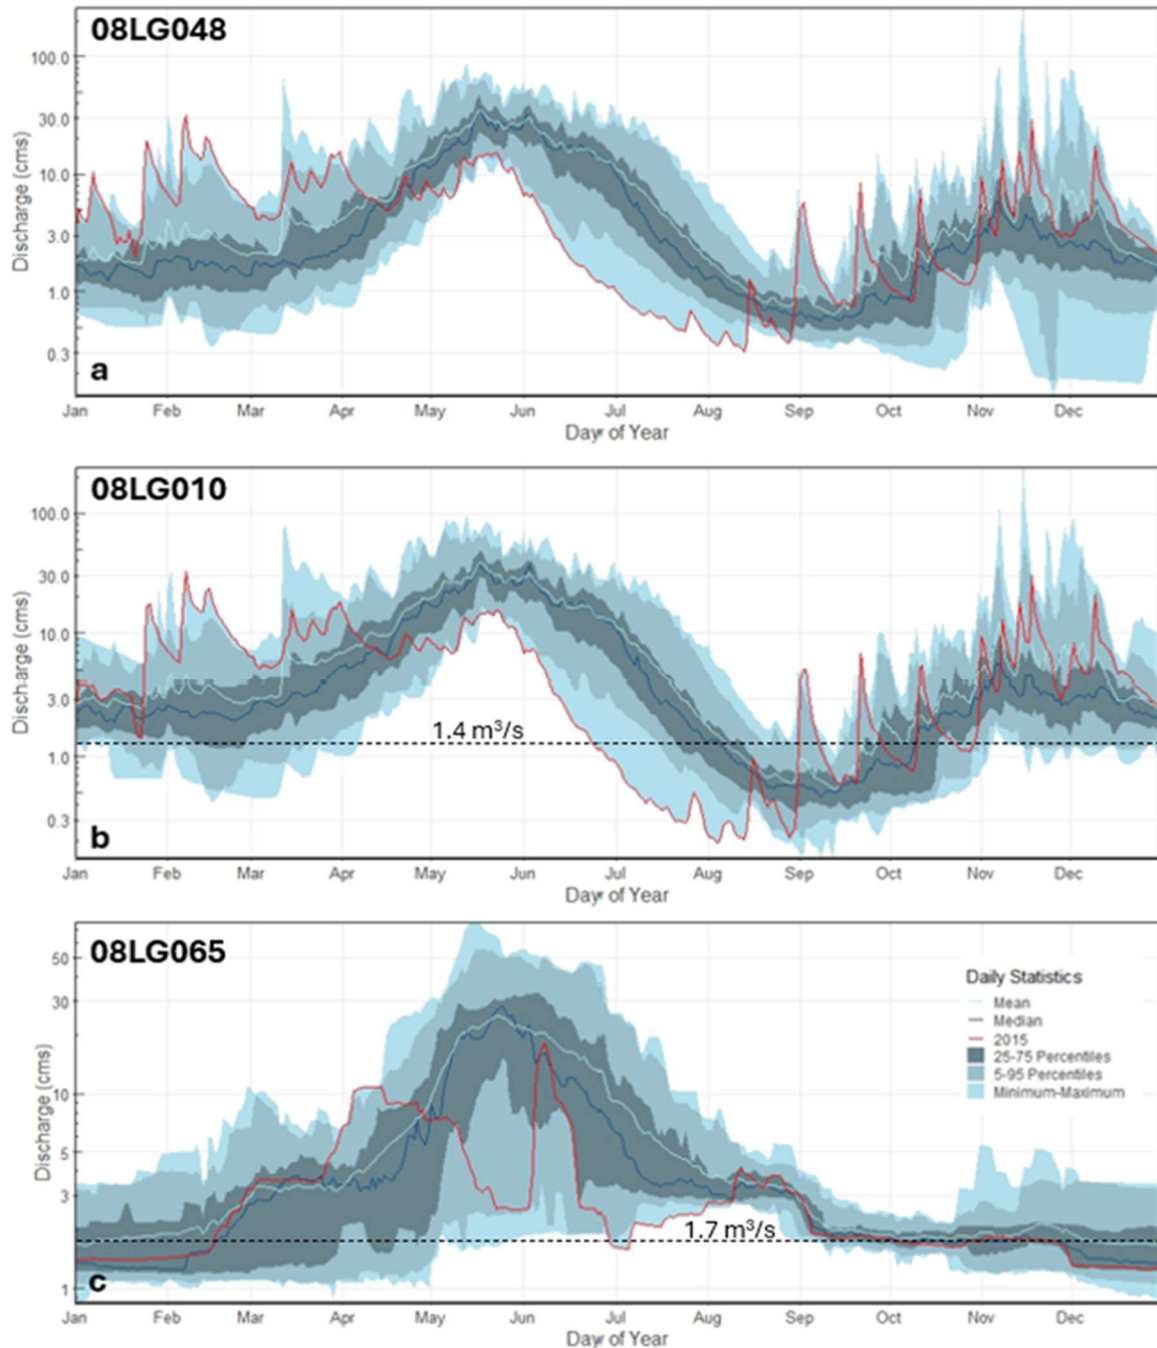 08LG048
100.0
30.0
10.0
3.0
1.0
0.3
Discharge (cms)
a
Jan Feb Mar Apr May Jun Jul Aug Sep Oct Nov Dec
Day of Year
08LG010
100.0
30.0
10.0
3.0
1.0
0.3
Discharge (cms)
1.4 m³/s
b
Jan Feb Mar Apr May Jun Jul Aug Sep Oct Nov Dec
Day of Year
08LG065
50
30
10
5
3
1
Discharge (cms)
Daily Statistics
Mean
Median
2015
25-75 Percentiles
5-95 Percentiles
Minimum-Maximum
1.7 m³/s
c
Jan Feb Mar Apr May Jun Jul Aug Sep Oct Nov Dec
Day of Year